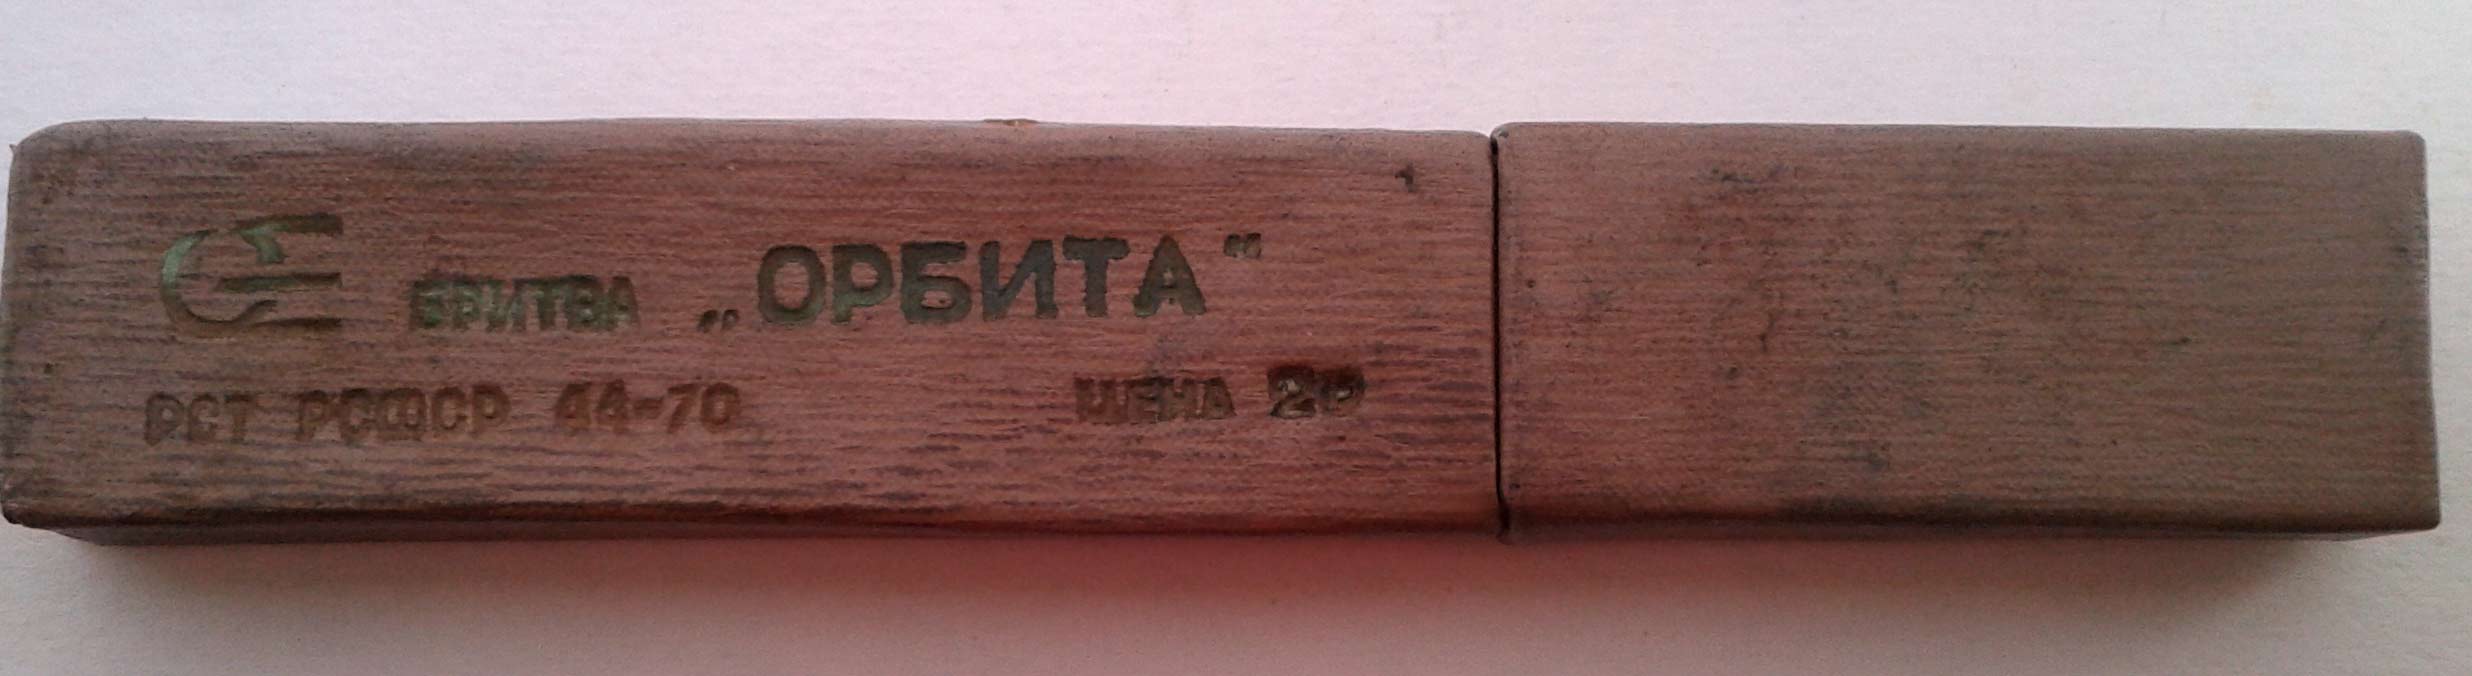 БРИТВА „ОРБИТА“
РСТ РСФСР 44-70 ЦЕНА 2р